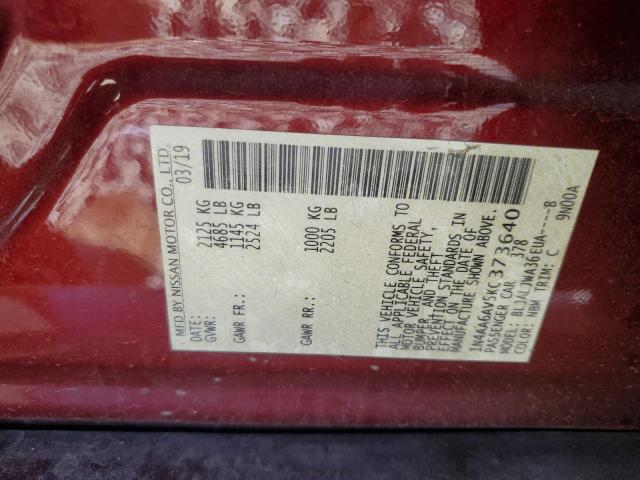 MFD BY NISSAN MOTOR CO., LTD.
03/19
GVWR: 2125 KG
4685 LB
GAWR FR.: 1145 KG
2524 LB
GAWR RR.: 1000 KG
2205 LB
THIS VEHICLE CONFORMS TO
ALL APPLICABLE FEDERAL
MOTOR VEHICLE SAFETY,
BUMPER, AND THEFT
PREVENTION STANDARDS IN
EFFECT ON THE DATE OF
MANUFACTURE SHOWN ABOVE.
1N4AA6AV5KC373640
PASSENGER CAR 378
MODEL: BLJALJWA36EUA-----B
COLOR: NBM TRIM: C 9N00A